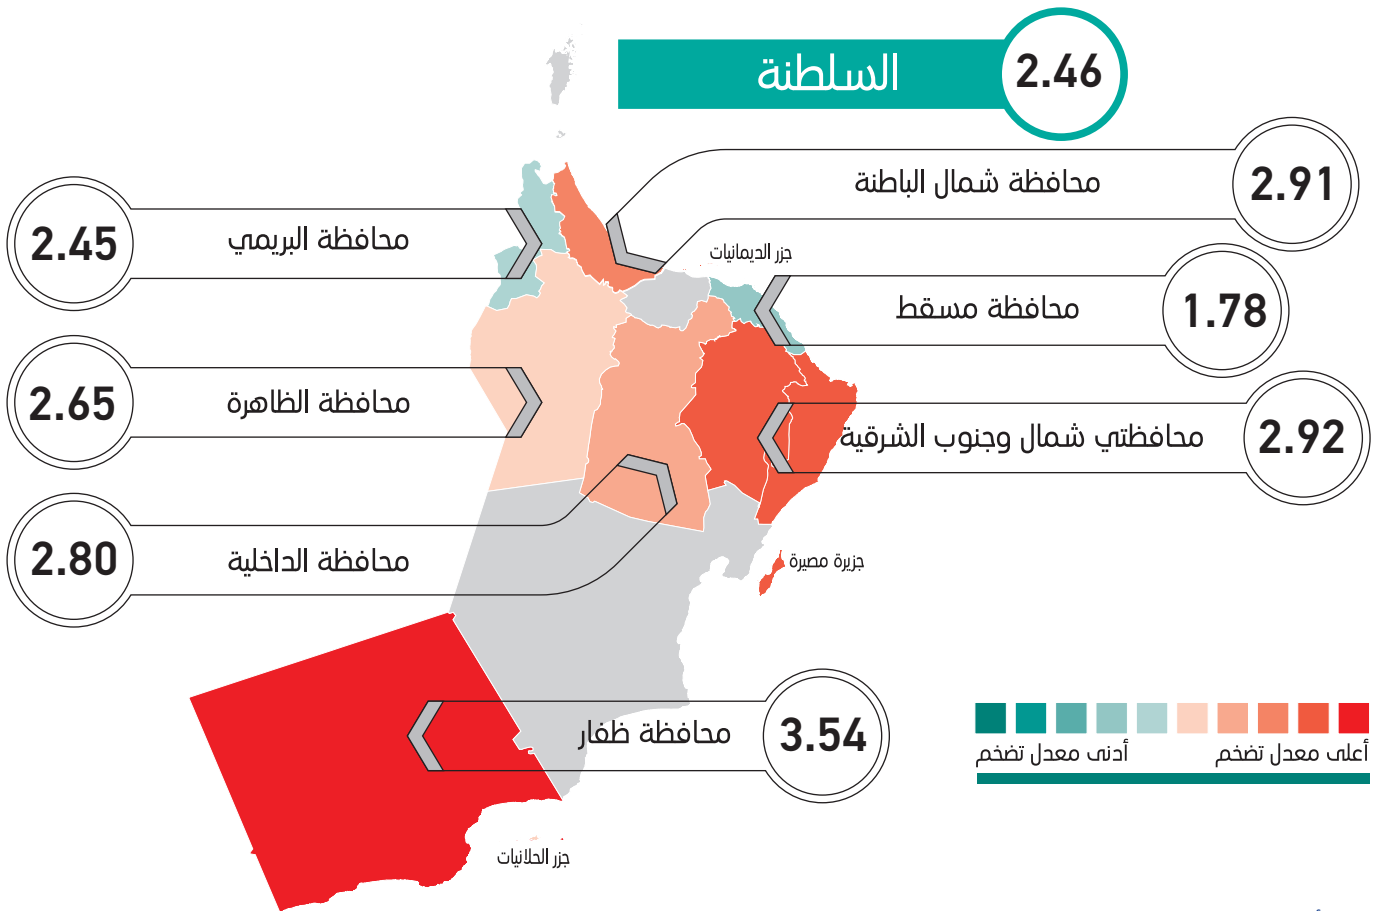 السلطنة
2.46
محافظة شمال الباطنة
2.91
محافظة البريمي
2.45
جزر الديمانيات
محافظة مسقط
1.78
محافظة الظاهرة
2.65
محافظتي شمال وجنوب الشرقية
2.92
محافظة الداخلية
2.80
جزيرة مصيرة
محافظة ظفار
3.54
أعلى معدل تضخم
أدنى معدل تضخم
جزر الحلانيات